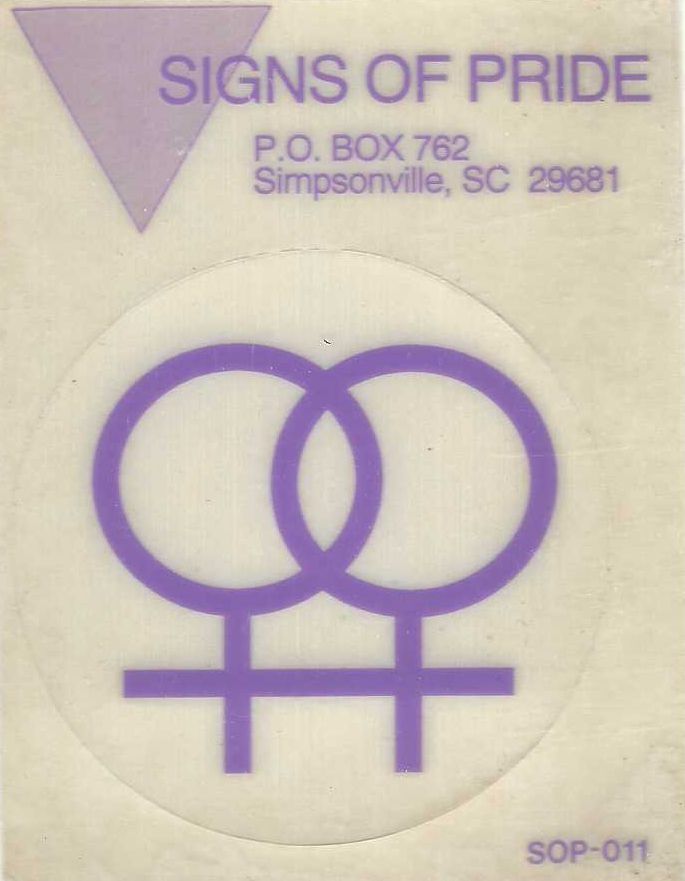 SIGNS OF PRIDE
P.O. BOX 762
Simpsonville, SC 29681
SOP-011